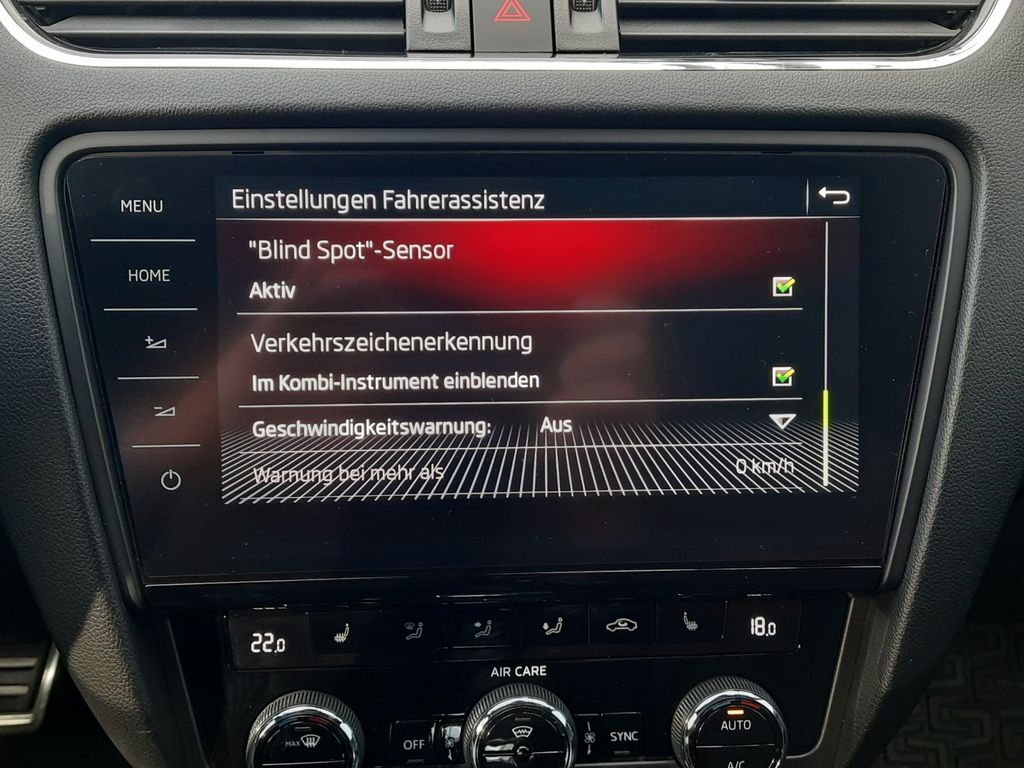 MENU
HOME
Einstellungen Fahrerassistenz
"Blind Spot"-Sensor
Aktiv
Verkehrszeichenerkennung
Im Kombi-Instrument einblenden
Geschwindigkeitswarnung: Aus
Warnung bei mehr als 0 km/h
22.0
18.0
AIR CARE
MAX
OFF
SYNC
AUTO
A/C